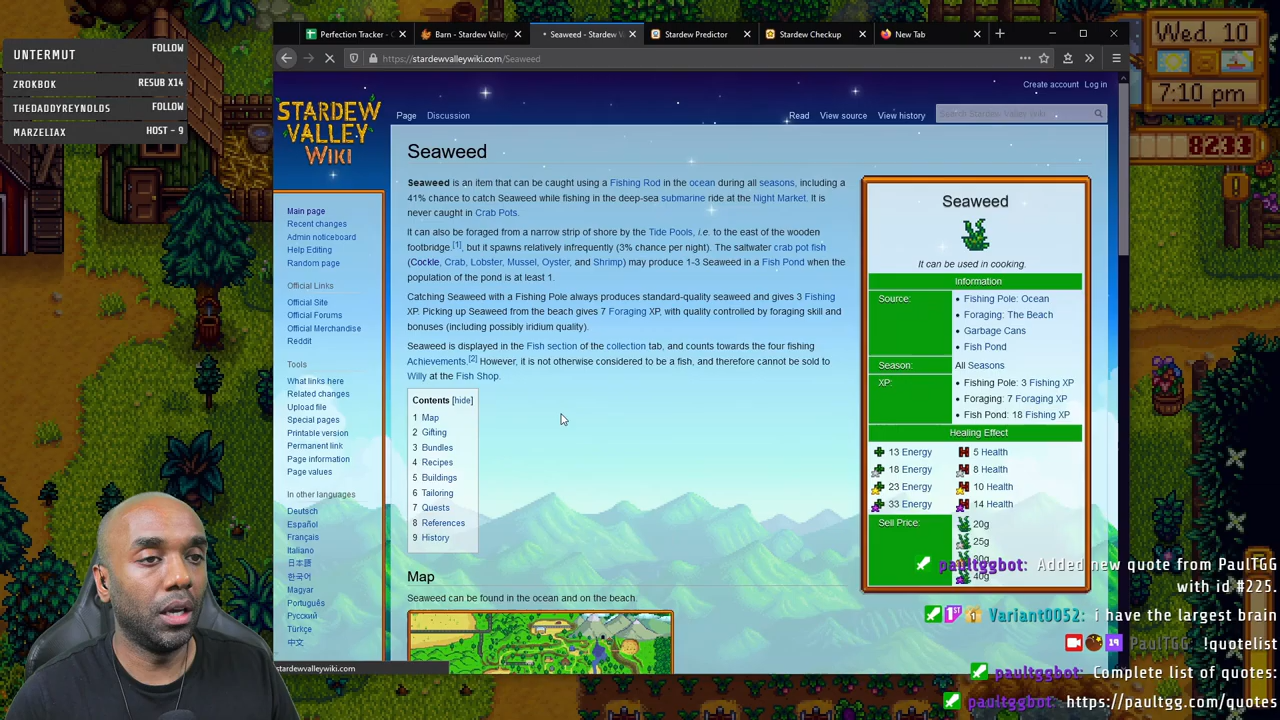 UNTERMUT FOLLOW
ZROKBOK RESUB X14
THEDADDYREYNOLDS FOLLOW
MARZELIAX HOST - 9
Perfection Tracker -
Barn - Stardew Valley
Seaweed - Stardew V
Stardew Predictor
Stardew Checkup
New Tab
https://stardewvalleywiki.com/Seaweed
Wed. 10
7:10 pm
8233
Create account Log in
STARDEW
VALLEY
WIKI
Page Discussion
Read View source View history
Search Stardew Valley Wiki
Main page
Recent changes
Admin noticeboard
Help Editing
Random page
Official Links
Official Site
Official Forums
Official Merchandise
Reddit
Tools
What links here
Related changes
Upload file
Special pages
Printable version
Permanent link
Page information
Page values
In other languages
Deutsch
Español
Français
Italiano
日本語
한국어
Magyar
Português
Русский
Türkçe
中文
Seaweed
Seaweed is an item that can be caught using a Fishing Rod in the ocean during all seasons, including a
41% chance to catch Seaweed while fishing in the deep-sea submarine ride at the Night Market. It is
never caught in Crab Pots.
It can also be foraged from a narrow strip of shore by the Tide Pools, i.e. to the east of the wooden
footbridge.[1], but it spawns relatively infrequently (3% chance per night). The saltwater crab pot fish
(Cockle, Crab, Lobster, Mussel, Oyster, and Shrimp) may produce 1-3 Seaweed in a Fish Pond when the
population of the pond is at least 1.
Catching Seaweed with a Fishing Pole always produces standard-quality seaweed and gives 3 Fishing
XP. Picking up Seaweed from the beach gives 7 Foraging XP, with quality controlled by foraging skill and
bonuses (including possibly iridium quality).
Seaweed is displayed in the Fish section of the collection tab, and counts towards the four fishing
Achievements.[2] However, it is not otherwise considered to be a fish, and therefore cannot be sold to
Willy at the Fish Shop.
Contents [hide]
1 Map
2 Gifting
3 Bundles
4 Recipes
5 Buildings
6 Tailoring
7 Quests
8 References
9 History
Map
Seaweed can be found in the ocean and on the beach.
Seaweed
It can be used in cooking.
Information
Source:
• Fishing Pole: Ocean
• Foraging: The Beach
• Garbage Cans
• Fish Pond
Season: All Seasons
XP:
• Fishing Pole: 3 Fishing XP
• Foraging: 7 Foraging XP
• Fish Pond: 18 Fishing XP
Healing Effect
13 Energy 5 Health
18 Energy 8 Health
23 Energy 10 Health
33 Energy 14 Health
Sell Price:
20g
25g
30g
40g
stardewvalleywiki.com
paultggbot: Added new quote from PaulTGG
with id #225.
1ST Variant0052: i have the largest brain
19 PaulTGG: !quotelist
paultggbot: Complete list of quotes:
paultggbot: https://paultgg.com/quotes